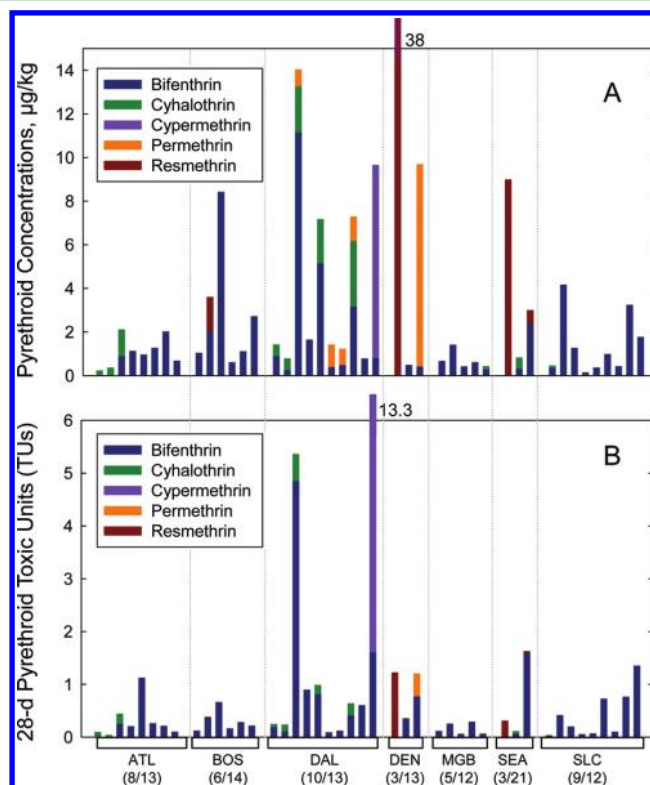 38
14
12
10
8
6
4
2
0
Pyrethroid Concentrations, µg/kg
Bifenthrin
Cyhalothrin
Cypermethrin
Permethrin
Resmethrin
A
13.3
6
5
4
3
2
1
0
28-d Pyrethroid Toxic Units (TUs)
Bifenthrin
Cyhalothrin
Cypermethrin
Permethrin
Resmethrin
B
ATL BOS DAL DEN MGB SEA SLC
(8/13) (6/14) (10/13) (3/13) (5/12) (3/21) (9/12)